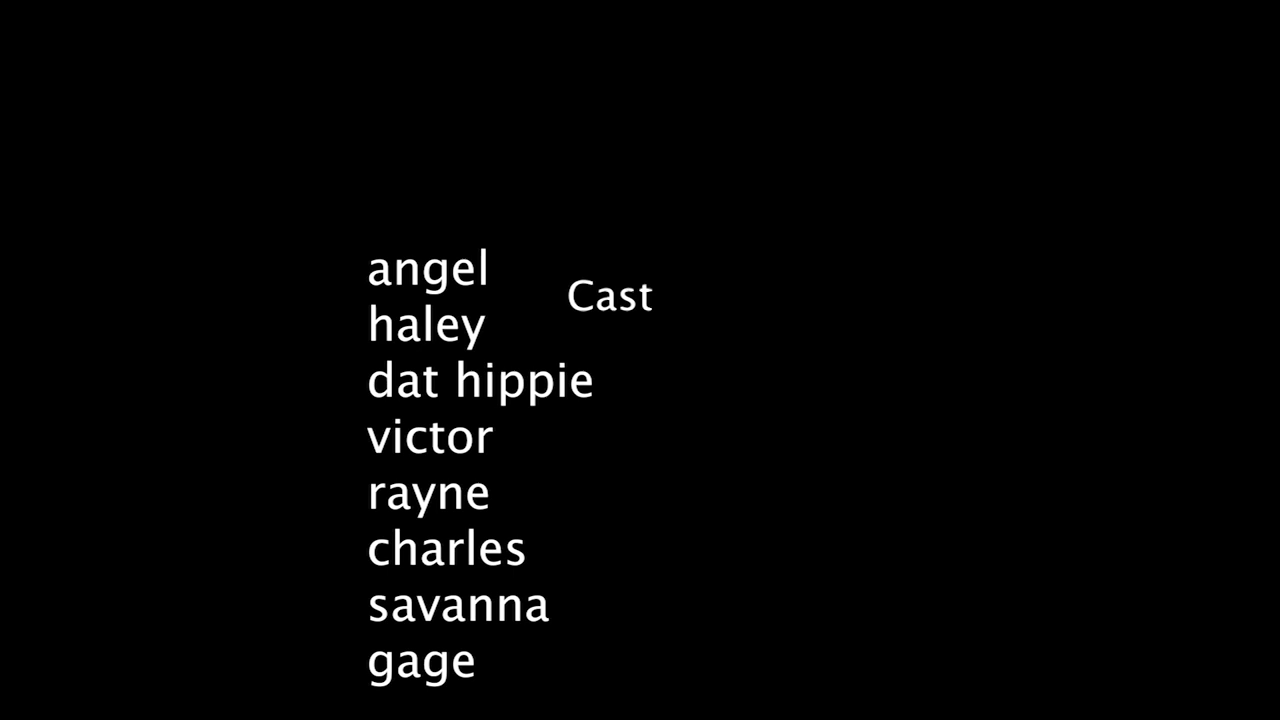 angel
Cast
haley
dat hippie
victor
rayne
charles
savanna
gage